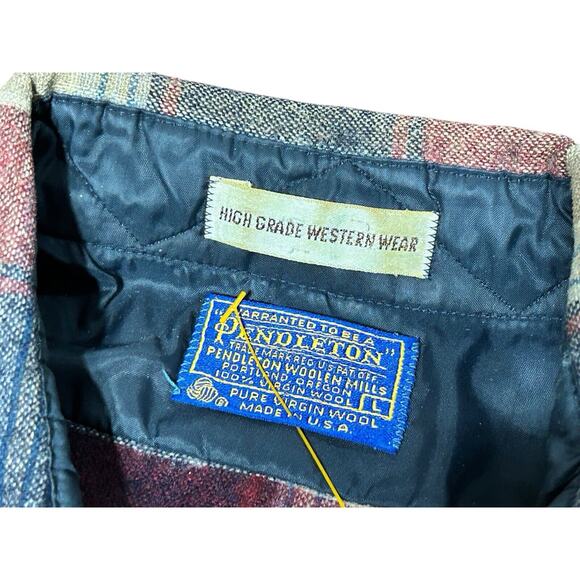 HIGH GRADE WESTERN WEAR
"WARRANTED TO BE A
PENDLETON"
TRADE MARK REG. U.S. PAT. OFF.
PENDLETON WOOLEN MILLS
PORTLAND, OREGON
100% VIRGIN WOOL
L
PURE VIRGIN WOOL
MADE IN U.S.A.